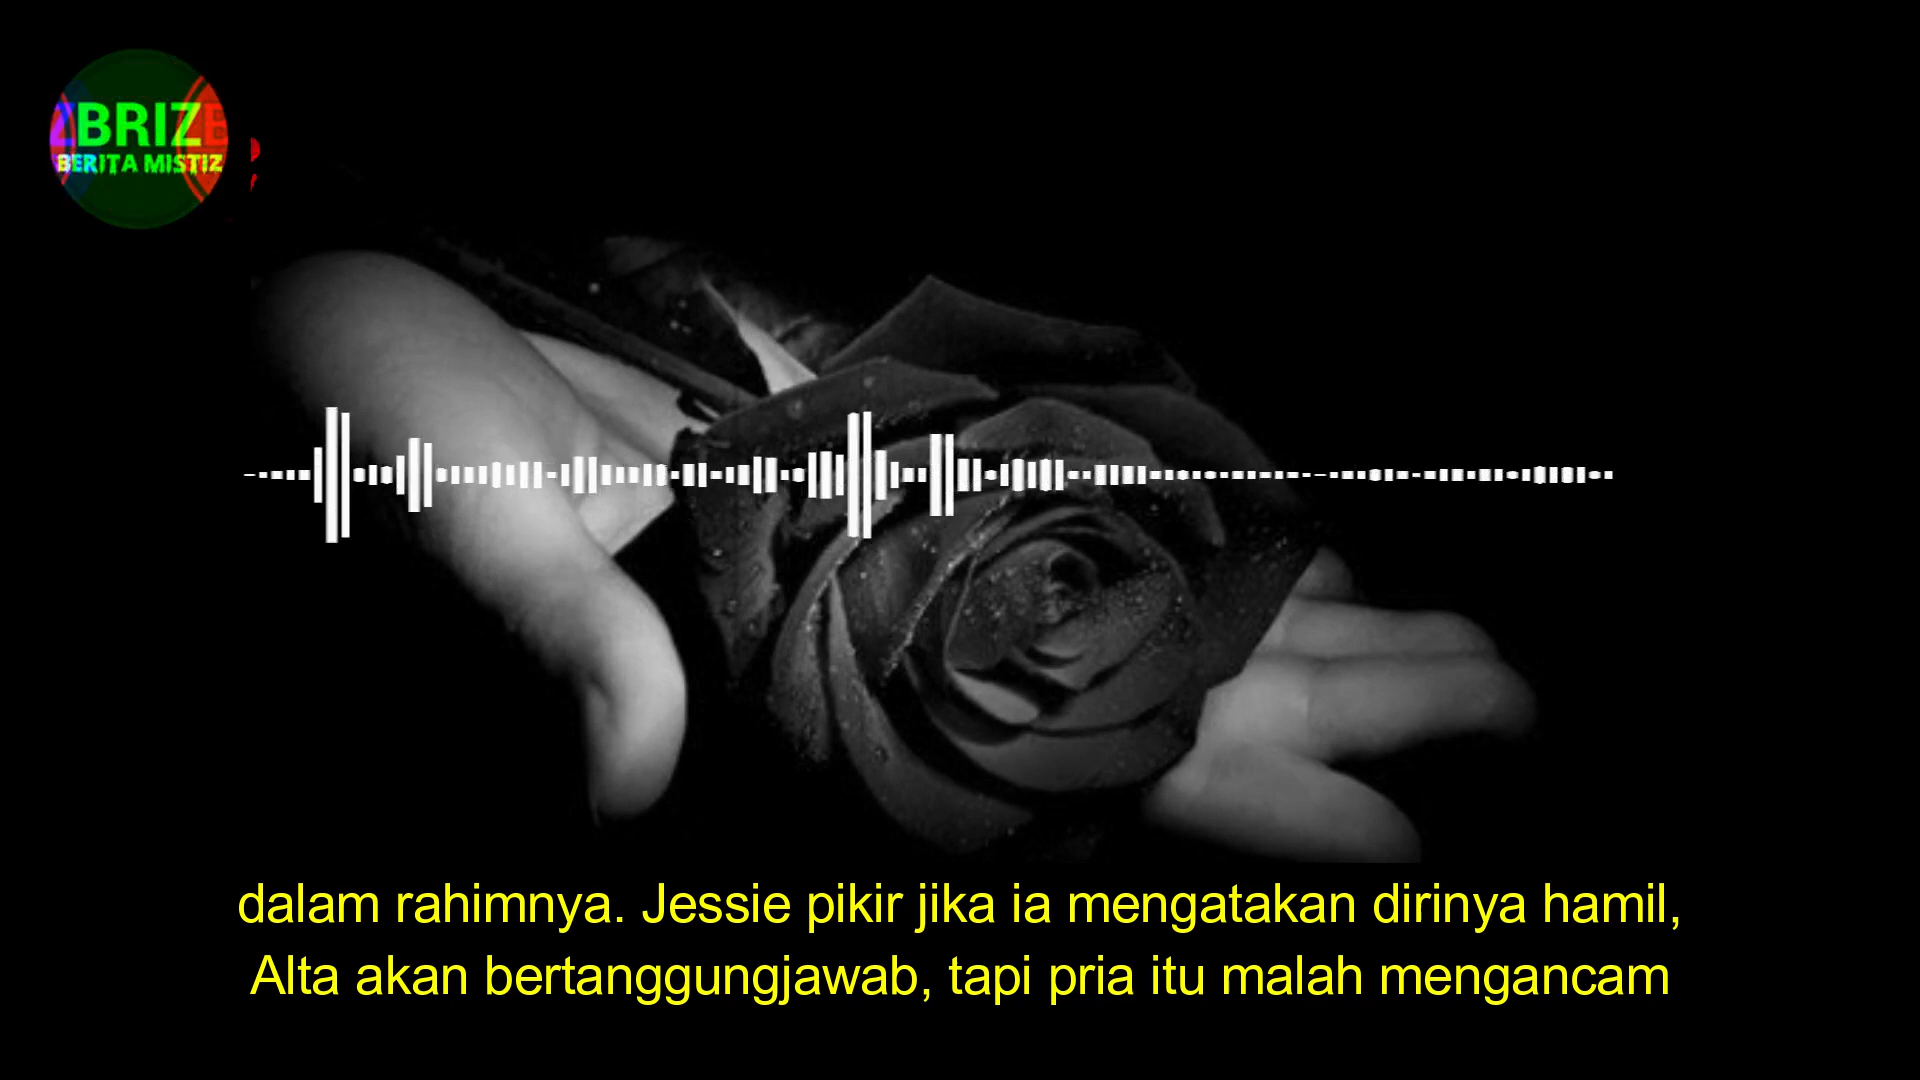 BRIZ
BERITA MISTIZ
dalam rahimnya. Jessie pikir jika ia mengatakan dirinya hamil,
Alta akan bertanggungjawab, tapi pria itu malah mengancam